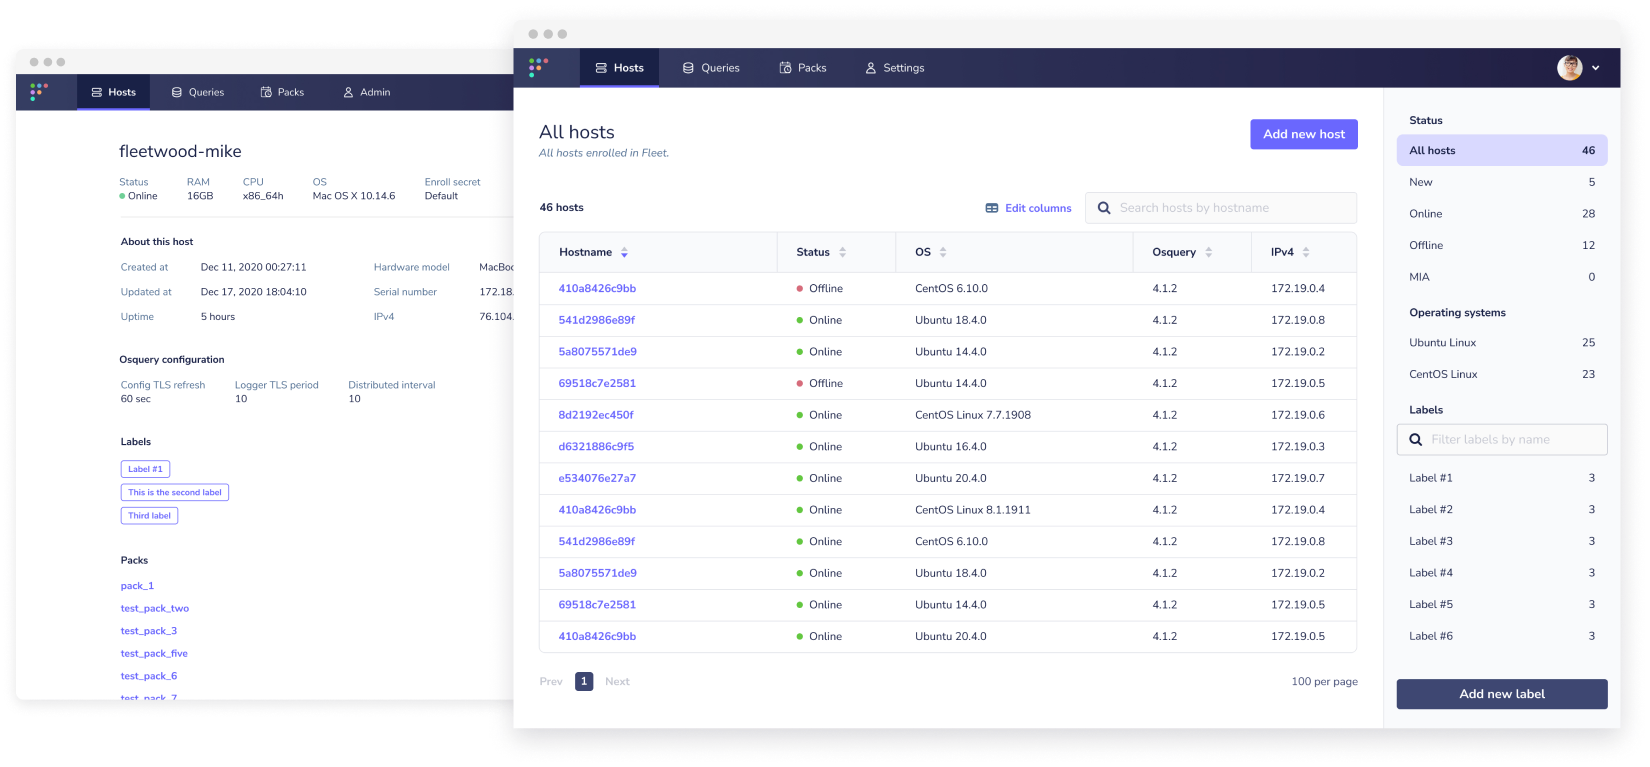 Hosts Queries Packs Admin
fleetwood-mike
Status RAM CPU OS Enroll secret
Online 16GB x86_64h Mac OS X 10.14.6 Default
About this host
Created at Dec 11, 2020 00:27:11 Hardware model
Updated at Dec 17, 2020 18:04:10 Serial number 172.18.
Uptime 5 hours IPv4 76.104.
Osquery configuration
Config TLS refresh Logger TLS period Distributed interval
60 sec 10 10
Labels
Label #1
This is the second label
Third label
Packs
pack_1
test_pack_two
test_pack_3
test_pack_five
test_pack_6
test_pack_7
Hosts Queries Packs Settings
All hosts
Add new host
All hosts enrolled in Fleet.
46 hosts Edit columns Search hosts by hostname
Hostname Status OS Osquery IPv4
410a8426c9bb Offline CentOS 6.10.0 4.1.2 172.19.0.4
541d2986e89f Online Ubuntu 18.4.0 4.1.2 172.19.0.8
5a8075571de9 Online Ubuntu 14.4.0 4.1.2 172.19.0.2
69518c7e2581 Offline Ubuntu 14.4.0 4.1.2 172.19.0.5
8d2192ec450f Online CentOS Linux 7.7.1908 4.1.2 172.19.0.6
d6321886c9f5 Online Ubuntu 16.4.0 4.1.2 172.19.0.3
e534076e27a7 Online Ubuntu 20.4.0 4.1.2 172.19.0.7
410a8426c9bb Online CentOS Linux 8.1.1911 4.1.2 172.19.0.4
541d2986e89f Online CentOS 6.10.0 4.1.2 172.19.0.8
5a8075571de9 Online Ubuntu 18.4.0 4.1.2 172.19.0.2
69518c7e2581 Online Ubuntu 14.4.0 4.1.2 172.19.0.5
410a8426c9bb Online Ubuntu 20.4.0 4.1.2 172.19.0.5
Prev 1 Next 100 per page
Status
All hosts 46
New 5
Online 28
Offline 12
MIA 0
Operating systems
Ubuntu Linux 25
CentOS Linux 23
Labels
Filter labels by name
Label #1 3
Label #2 3
Label #3 3
Label #4 3
Label #5 3
Label #6 3
Add new label